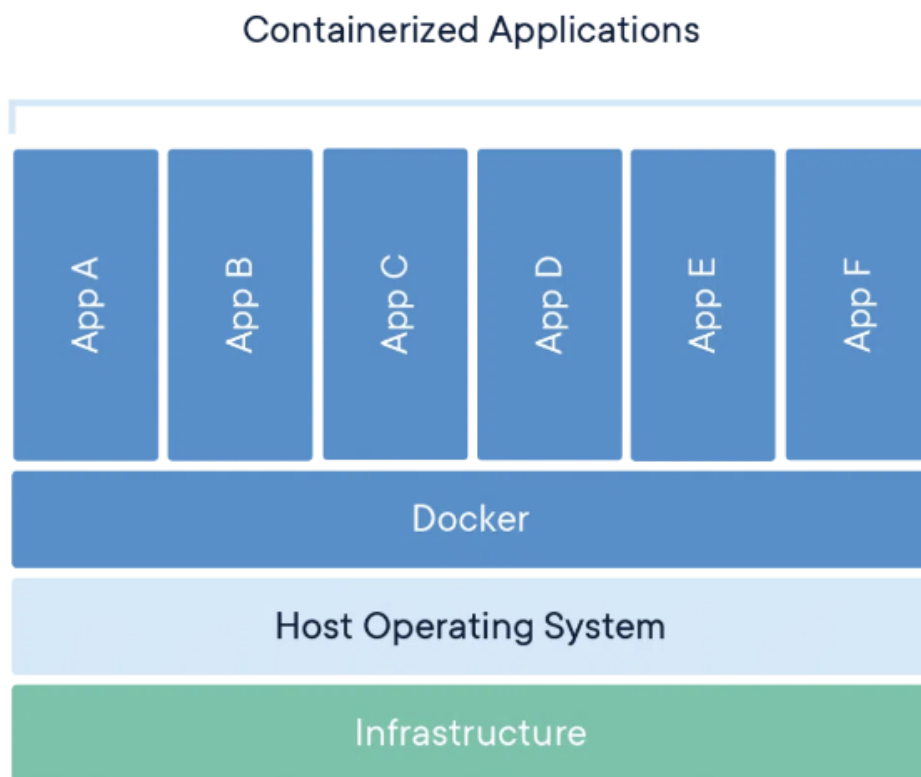 Containerized Applications
App A
App B
App C
App D
App E
App F
Docker
Host Operating System
Infrastructure